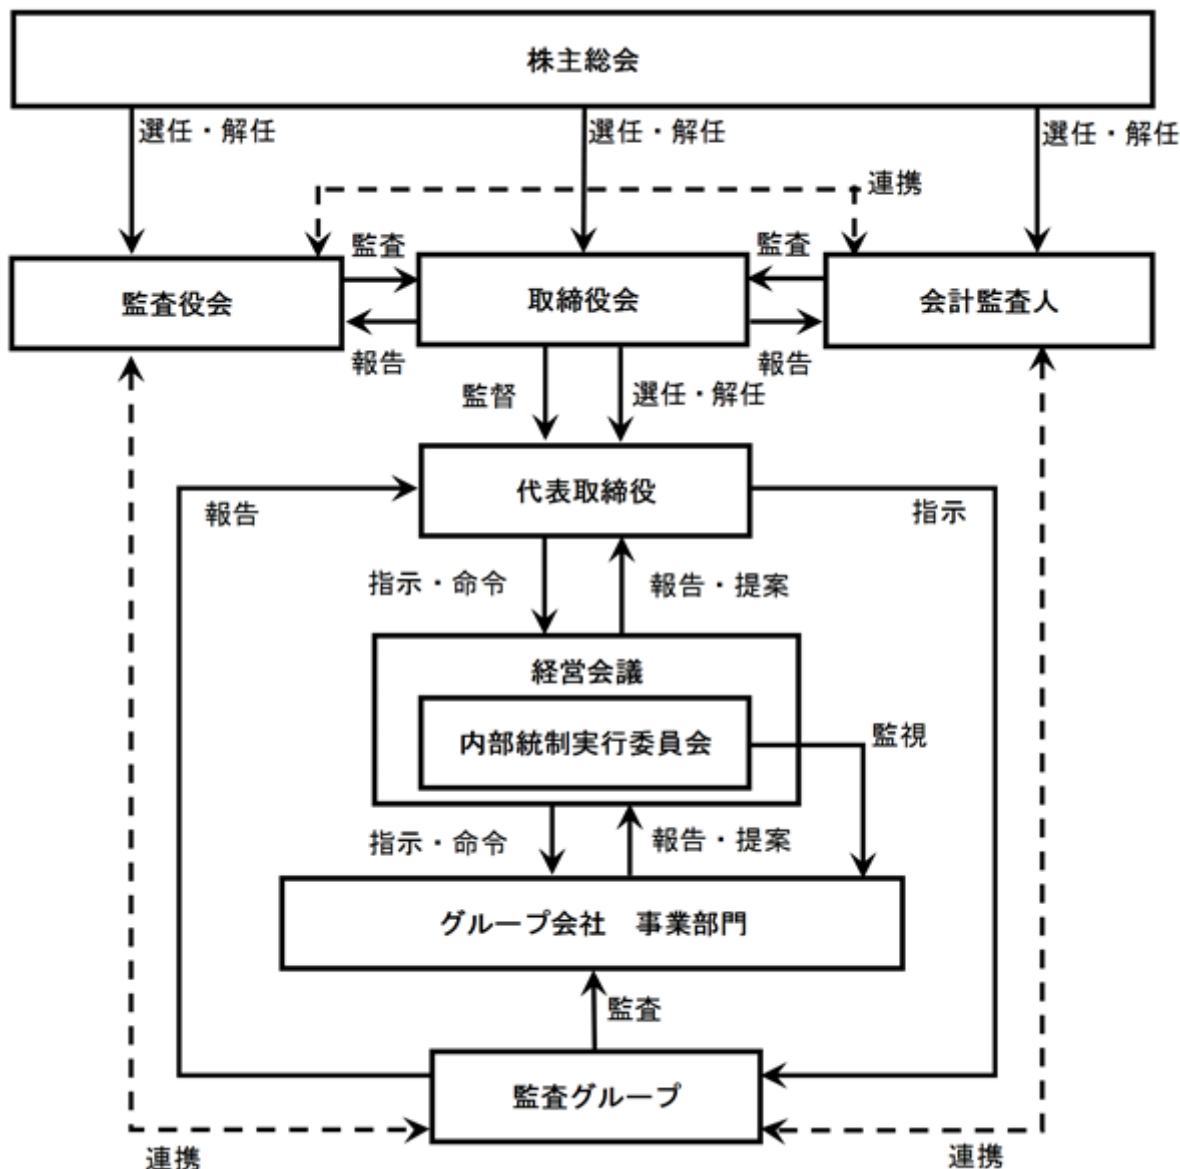 株主総会
選任・解任
選任・解任
選任・解任
連携
監査
監査
監査役会
取締役会
会計監査人
報告
報告
監督
選任・解任
代表取締役
報告
指示
指示・命令
報告・提案
経営会議
内部統制実行委員会
監視
指示・命令
報告・提案
グループ会社　事業部門
監査
監査グループ
連携
連携